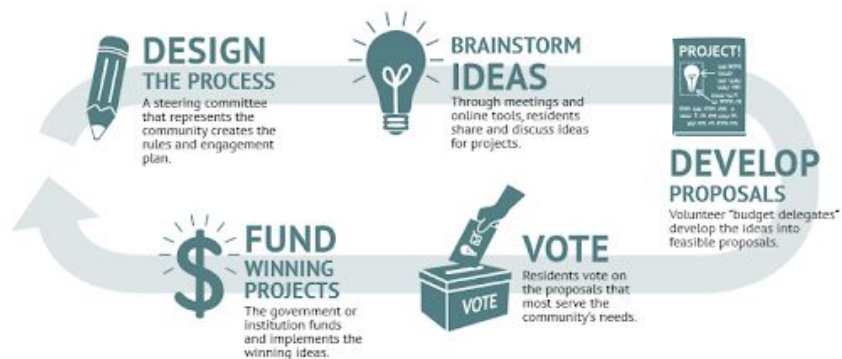 DESIGN
THE PROCESS
A steering committee
that represents the
community creates the
rules and engagement
plan.
BRAINSTORM
IDEAS
Through meetings and
online tools, residents
share and discuss ideas
for projects.
PROJECT!
DEVELOP
PROPOSALS
Volunteer "budget delegates"
develop the ideas into
feasible proposals.
VOTE
Residents vote on
the proposals that
most serve the
community's needs.
VOTE
FUND
WINNING
PROJECTS
The government or
institution funds
and implements the
winning ideas.